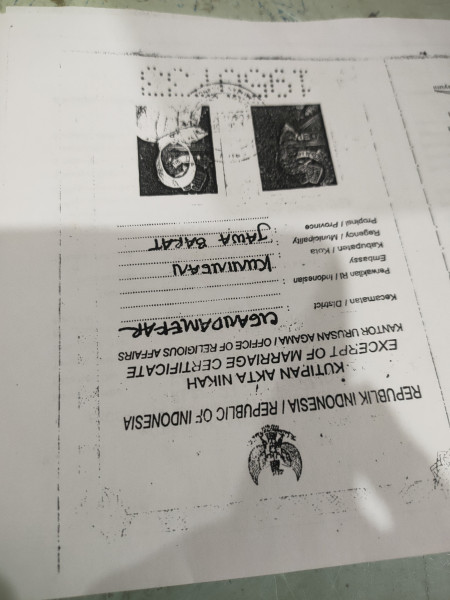 REPUBLIK INDONESIA / REPUBLIC OF INDONESIA
KUTIPAN AKTA NIKAH
EXCERPT OF MARRIAGE CERTIFICATE
KANTOR URUSAN AGAMA / OFFICE OF RELIGIOUS AFFAIRS
Kecamatan / District : CIGANDAMEKAR
Perwakilan RI / Indonesian :
Embassy
Kabupaten / Kota : KUNINGAN
Regency / Municipality
Propinsi / Province : JAWA BARAT